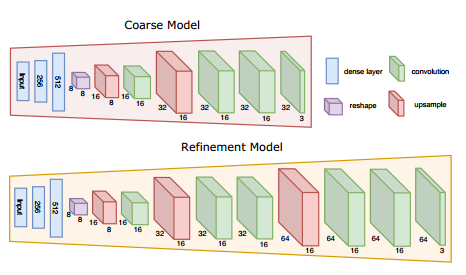 Coarse Model
Input
256
512
8 8
16 8
16 16
32 16
32 16
32 16
32 3
dense layer
convolution
reshape
upsample
Refinement Model
Input
256
512
8 8
16 8
16 16
32 16
32 16
32 16
64 16
64 16
64 16
64 3